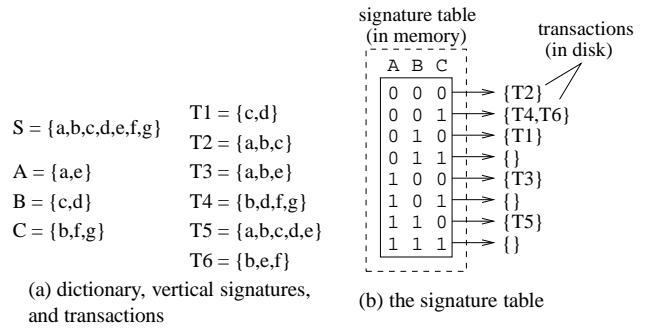 S = {a,b,c,d,e,f,g}
A = {a,e}
B = {c,d}
C = {b,f,g}
T1 = {c,d}
T2 = {a,b,c}
T3 = {a,b,e}
T4 = {b,d,f,g}
T5 = {a,b,c,d,e}
T6 = {b,e,f}
(a) dictionary, vertical signatures,
and transactions
signature table
(in memory)
transactions
(in disk)
A B C
0 0 0 {T2}
0 0 1 {T4,T6}
0 1 0 {T1}
0 1 1 {}
1 0 0 {T3}
1 0 1 {}
1 1 0 {T5}
1 1 1 {}
(b) the signature table